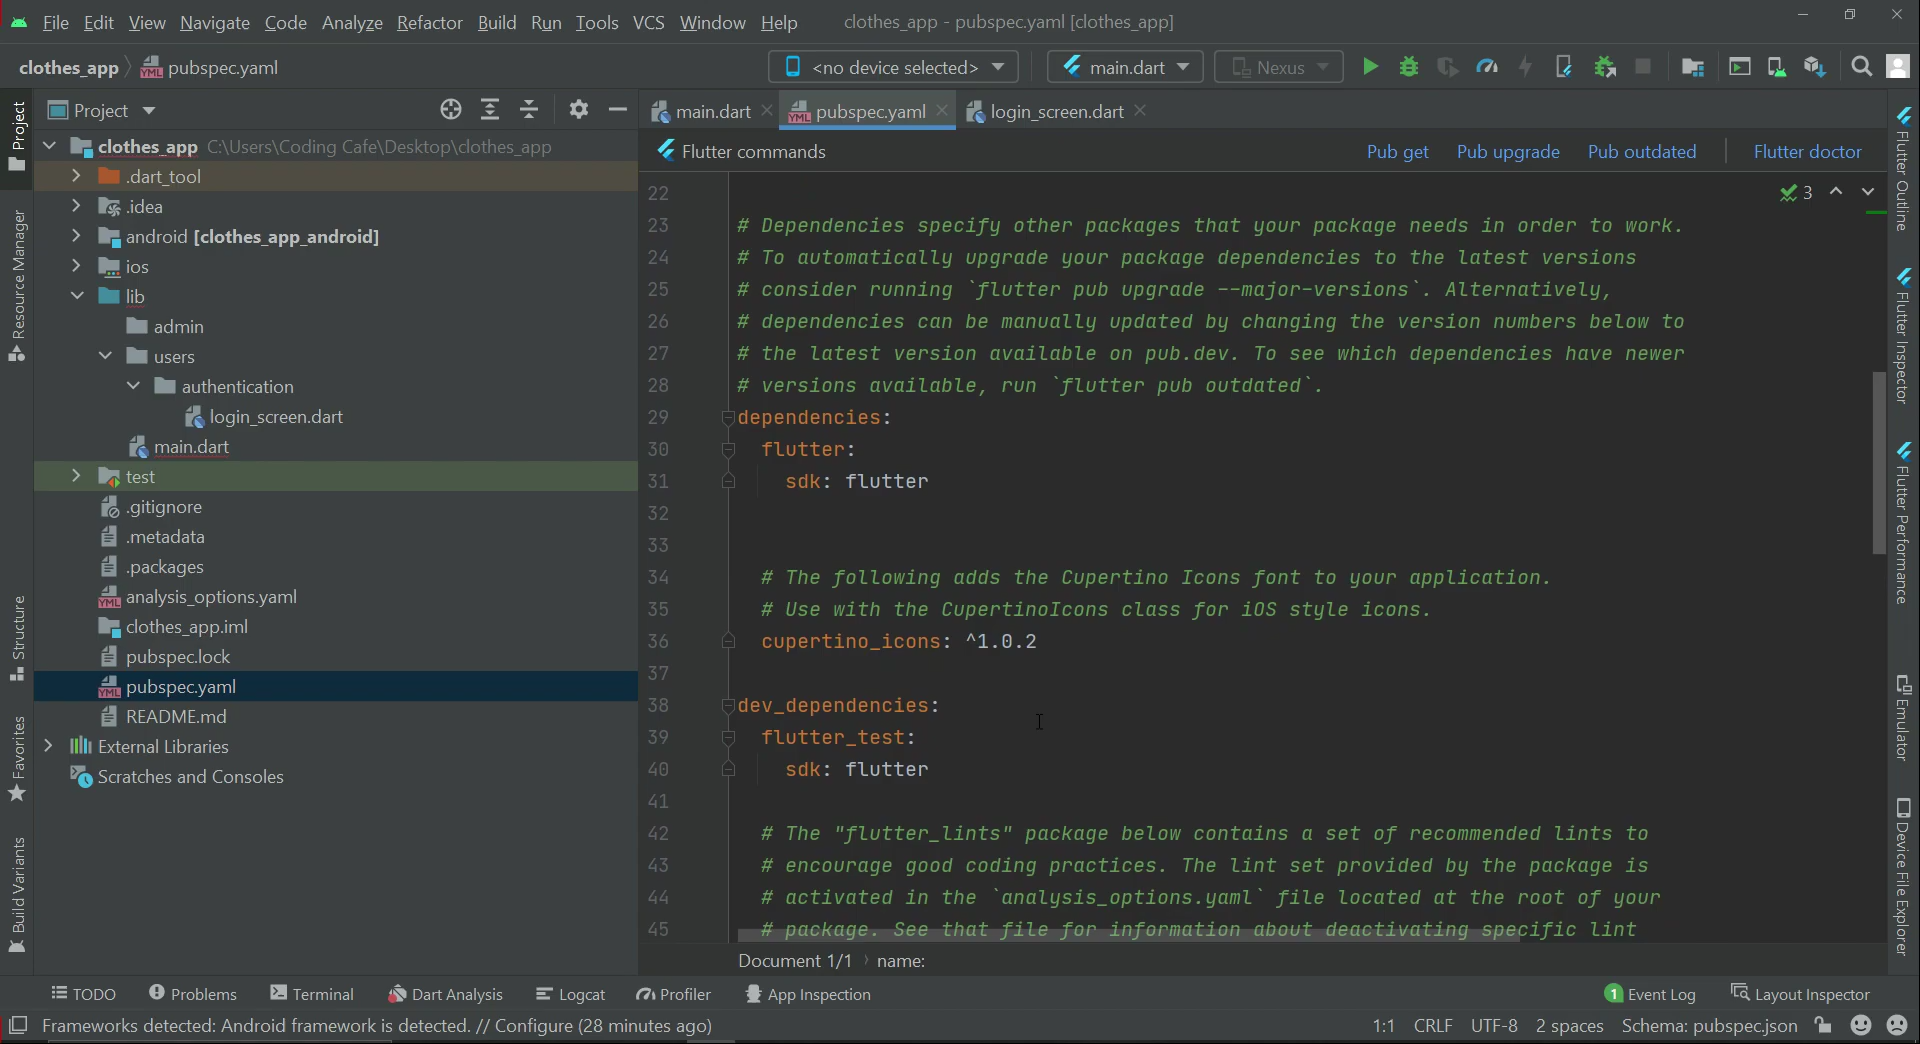 File Edit View Navigate Code Analyze Refactor Build Run Tools VCS Window Help clothes_app - pubspec.yaml [clothes_app]
clothes_app pubspec.yaml <no device selected> main.dart Nexus
Project
Project main.dart pubspec.yaml login_screen.dart
clothes_app C:\Users\Coding Cafe\Desktop\clothes_app
Flutter commands Pub get Pub upgrade Pub outdated Flutter doctor
.dart_tool
.idea
android [clothes_app_android]
ios
lib
admin
users
authentication
login_screen.dart
main.dart
test
.gitignore
.metadata
.packages
analysis_options.yaml
clothes_app.iml
pubspec.lock
pubspec.yaml
README.md
External Libraries
Scratches and Consoles
Resource Manager
Structure
Favorites
Build Variants
3
22
23 # Dependencies specify other packages that your package needs in order to work.
24 # To automatically upgrade your package dependencies to the latest versions
25 # consider running `flutter pub upgrade --major-versions`. Alternatively,
26 # dependencies can be manually updated by changing the version numbers below to
27 # the latest version available on pub.dev. To see which dependencies have newer
28 # versions available, run `flutter pub outdated`.
29 dependencies:
30 flutter:
31 sdk: flutter
32
33
34 # The following adds the Cupertino Icons font to your application.
35 # Use with the CupertinoIcons class for iOS style icons.
36 cupertino_icons: ^1.0.2
37
38 dev_dependencies:
39 flutter_test:
40 sdk: flutter
41
42 # The "flutter_lints" package below contains a set of recommended lints to
43 # encourage good coding practices. The lint set provided by the package is
44 # activated in the `analysis_options.yaml` file located at the root of your
45 # package. See that file for information about deactivating specific lint
Document 1/1 › name:
Flutter Outline
Flutter Inspector
Flutter Performance
Emulator
Device File Explorer
TODO Problems Terminal Dart Analysis Logcat Profiler App Inspection 1 Event Log Layout Inspector
Frameworks detected: Android framework is detected. // Configure (28 minutes ago) 1:1 CRLF UTF-8 2 spaces Schema: pubspec.json